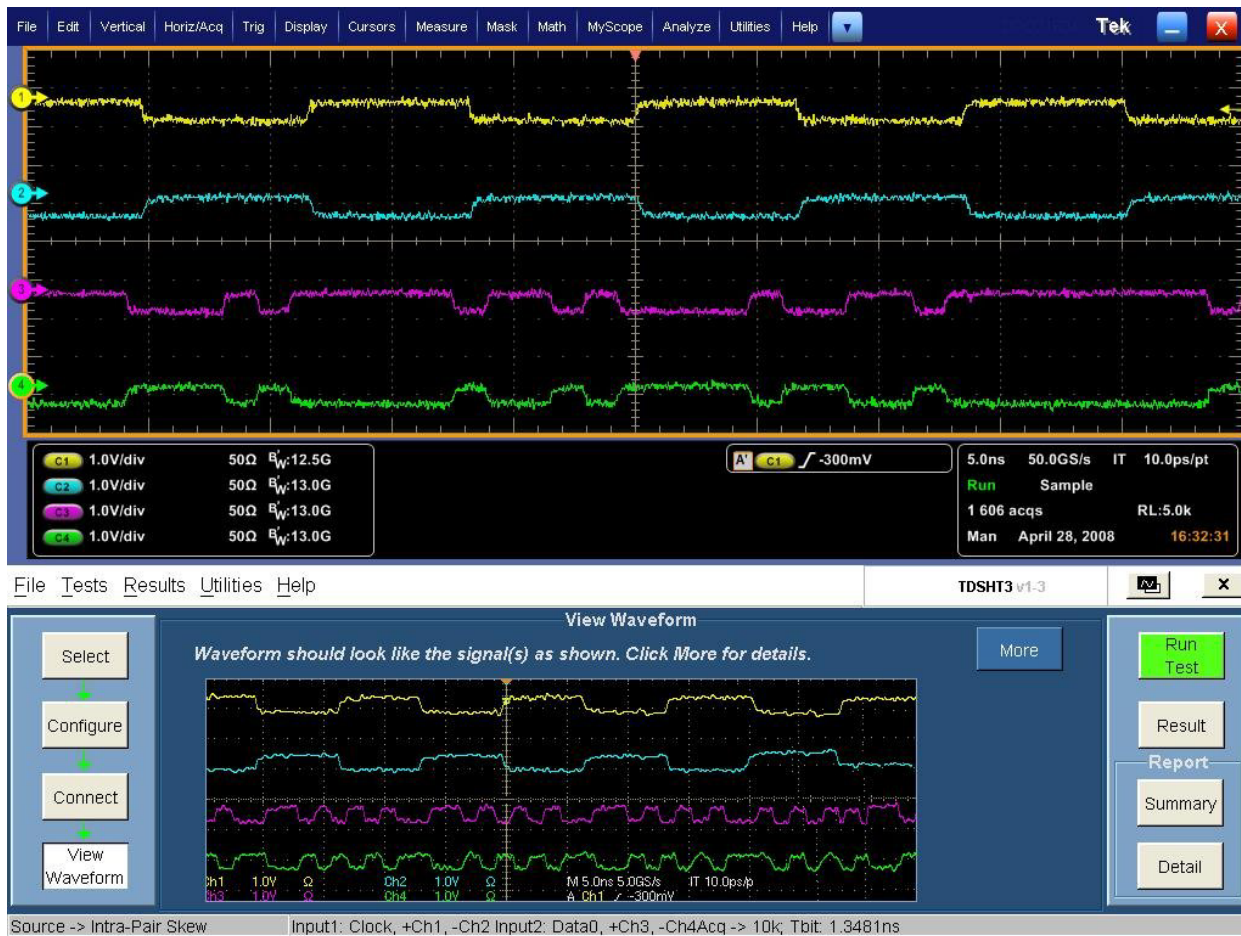 File Edit Vertical Horiz/Acq Trig Display Cursors Measure Mask Math MyScope Analyze Utilities Help Tek X
1
2
3
4
C1 1.0V/div 50Ω B'W:12.5G
C2 1.0V/div 50Ω B'W:13.0G
C3 1.0V/div 50Ω B'W:13.0G
C4 1.0V/div 50Ω B'W:13.0G
A' C1 -300mV
5.0ns 50.0GS/s IT 10.0ps/pt
Run Sample
1 606 acqs RL:5.0k
Man April 28, 2008 16:32:31
File Tests Results Utilities Help TDSHT3 v1-3 x
View Waveform
Select
Configure
Connect
View
Waveform
Waveform should look like the signal(s) as shown. Click More for details.
More
Ch1 1.0V Ω Ch2 1.0V Ω M 5.0ns 5.0GS/s IT 10.0ps/p
Ch3 1.0V Ω Ch4 1.0V Ω A Ch1 -300mV
Run
Test
Result
Report
Summary
Detail
Source -> Intra-Pair Skew Input1: Clock, +Ch1, -Ch2 Input2: Data0, +Ch3, -Ch4Acq -> 10k; Tbit: 1.3481ns